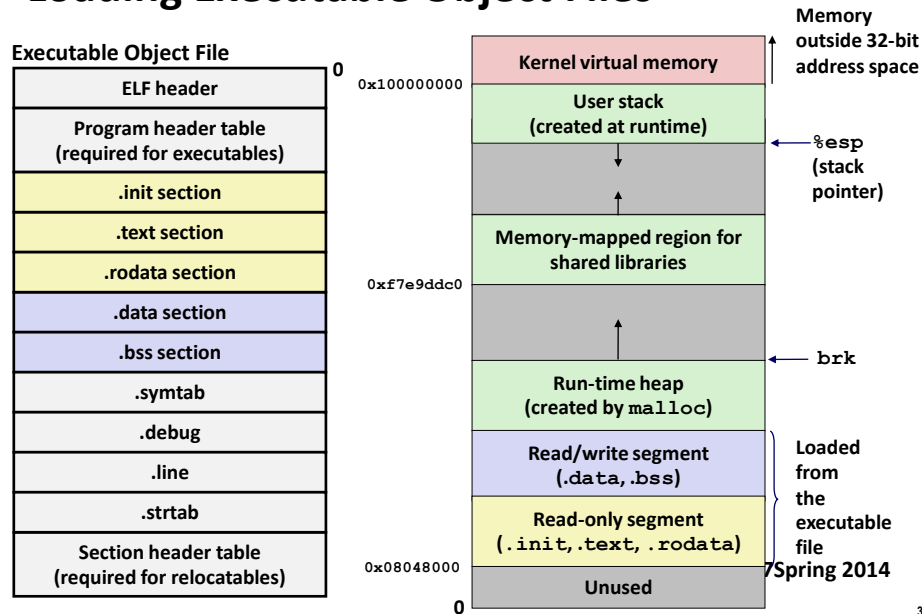 Loading Executable Object Files
Executable Object File
0
ELF header
Program header table
(required for executables)
.init section
.text section
.rodata section
.data section
.bss section
.symtab
.debug
.line
.strtab
Section header table
(required for relocatables)
Memory
outside 32-bit
address space
Kernel virtual memory
0x100000000
User stack
(created at runtime)
%esp
(stack
pointer)
Memory-mapped region for
shared libraries
0xf7e9ddc0
brk
Run-time heap
(created by malloc)
Read/write segment
(.data, .bss)
Loaded
from
the
executable
file
Read-only segment
(.init, .text, .rodata)
0x08048000
7Spring 2014
Unused
0
3